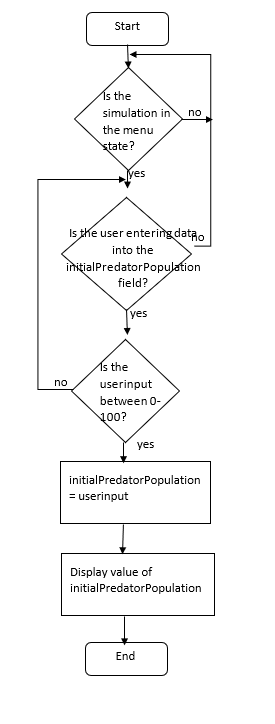 Start
Is the
simulation in
the menu
state?
no
yes
Is the user entering data
into the
initialPredatorPopulation
field?
no
yes
Is the
userinput
between 0-
100?
no
yes
initialPredatorPopulation
= userinput
Display value of
initialPredatorPopulation
End